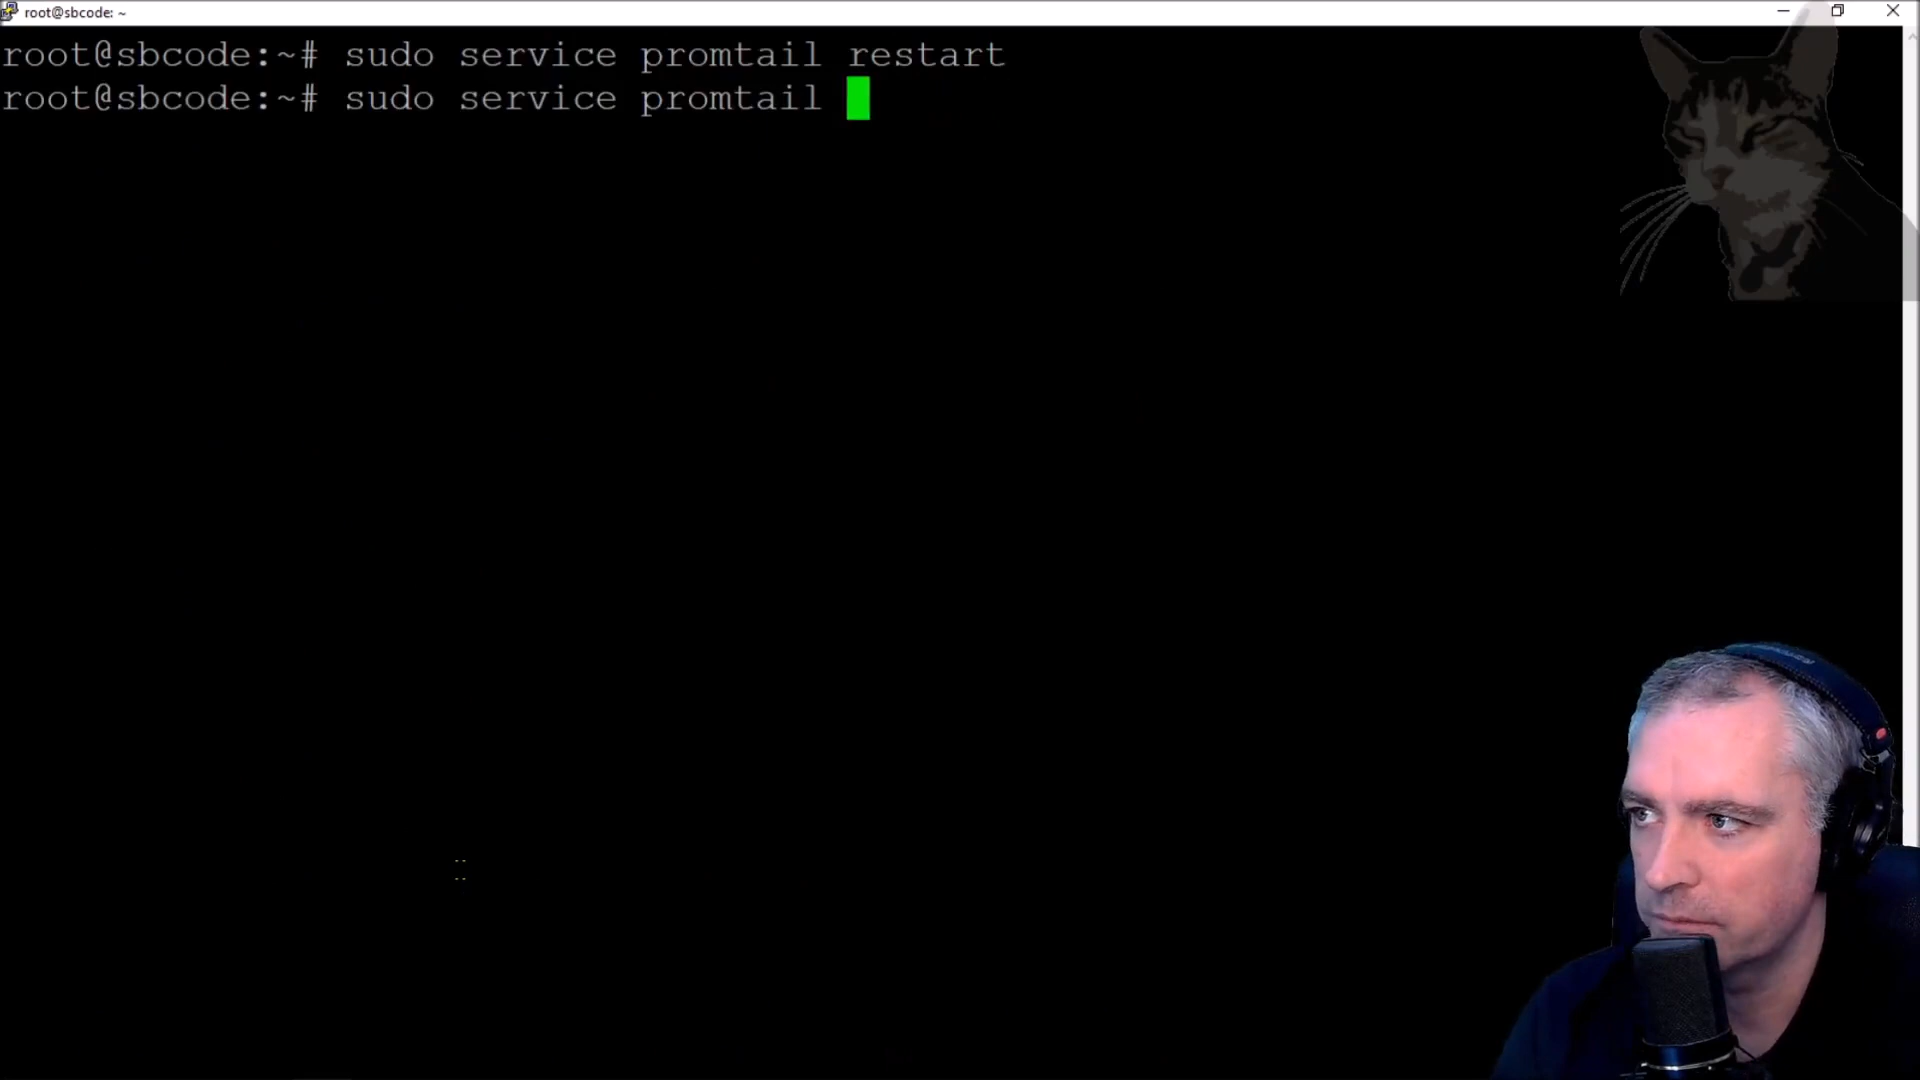 root@sbcode: ~
root@sbcode:~# sudo service promtail restart
root@sbcode:~# sudo service promtail